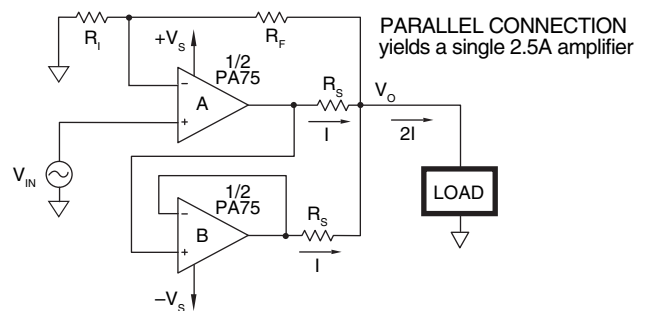 PARALLEL CONNECTION
yields a single 2.5A amplifier
R_I
+V_S
R_F
1/2
PA75
–
A
+
R_S
I
V_O
2I
V_IN
LOAD
1/2
PA75
–
B
+
R_S
I
–V_S